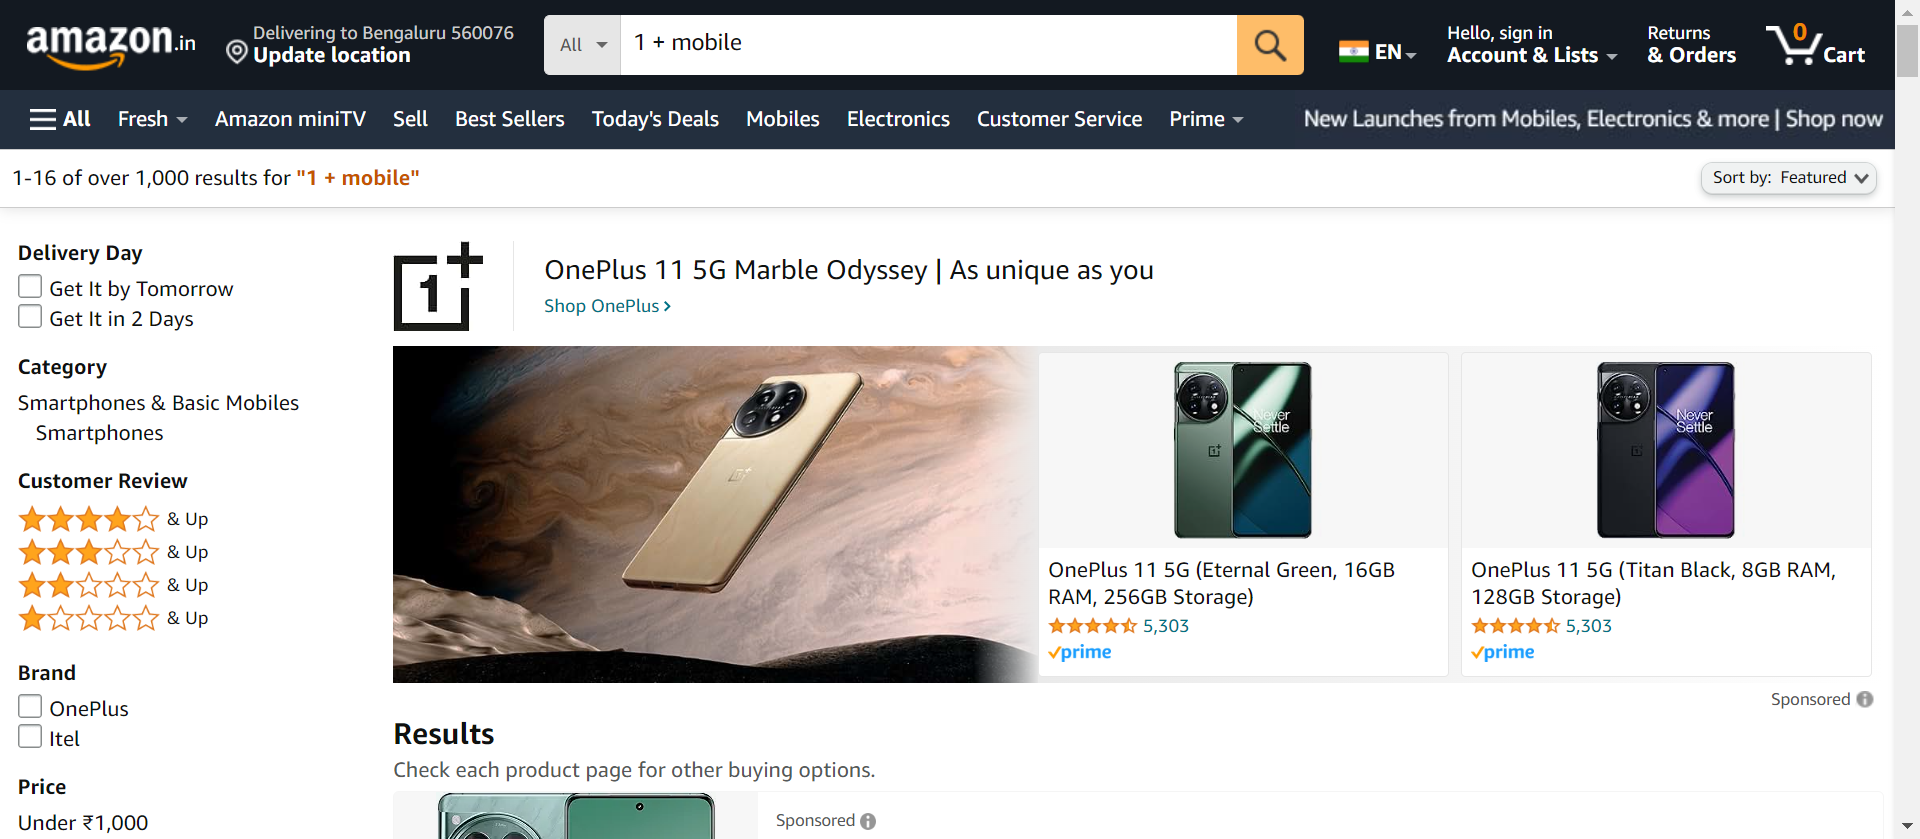 amazon.in
Delivering to Bengaluru 560076
Update location
All
1 + mobile
EN
Hello, sign in
Account & Lists
Returns
& Orders
0
Cart
All
Fresh
Amazon miniTV
Sell
Best Sellers
Today's Deals
Mobiles
Electronics
Customer Service
Prime
New Launches from Mobiles, Electronics & more | Shop now
1-16 of over 1,000 results for "1 + mobile"
Sort by: Featured
Delivery Day
Get It by Tomorrow
Get It in 2 Days
Category
Smartphones & Basic Mobiles
Smartphones
Customer Review
& Up
& Up
& Up
& Up
Brand
OnePlus
Itel
Price
Under ₹1,000
1+
OnePlus 11 5G Marble Odyssey | As unique as you
Shop OnePlus ›
Never
Settle
OnePlus 11 5G (Eternal Green, 16GB
RAM, 256GB Storage)
5,303
prime
Never
Settle
OnePlus 11 5G (Titan Black, 8GB RAM,
128GB Storage)
5,303
prime
Sponsored
Results
Check each product page for other buying options.
Sponsored